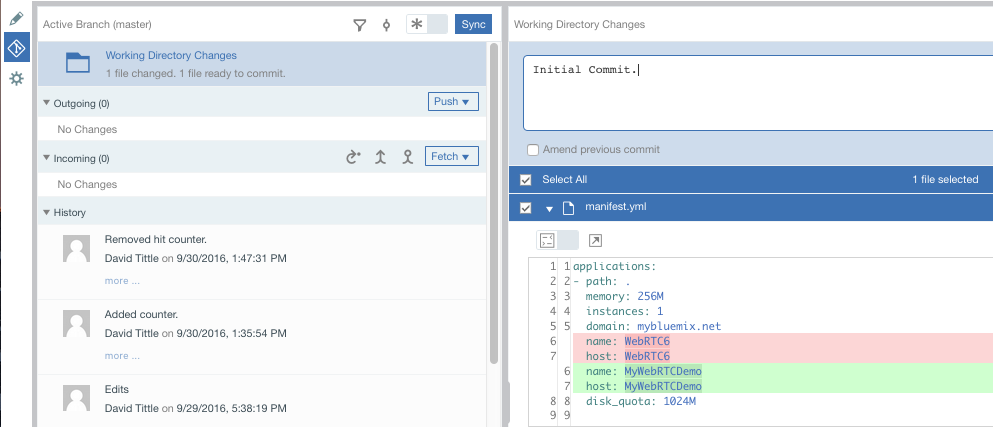 Active Branch (master)
Sync
Working Directory Changes
1 file changed. 1 file ready to commit.
Outgoing (0)
Push
No Changes
Incoming (0)
Fetch
No Changes
History
Removed hit counter.
David Tittle on 9/30/2016, 1:47:31 PM
more ...
Added counter.
David Tittle on 9/30/2016, 1:35:54 PM
more ...
Edits
David Tittle on 9/29/2016, 5:38:19 PM
Working Directory Changes
Initial Commit.
Amend previous commit
Select All
1 file selected
manifest.yml
1 1 applications:
2 2 - path: .
3 3 memory: 256M
4 4 instances: 1
5 5 domain: mybluemix.net
6 name: WebRTC6
7 host: WebRTC6
6 name: MyWebRTCDemo
7 host: MyWebRTCDemo
8 8 disk_quota: 1024M
9 9